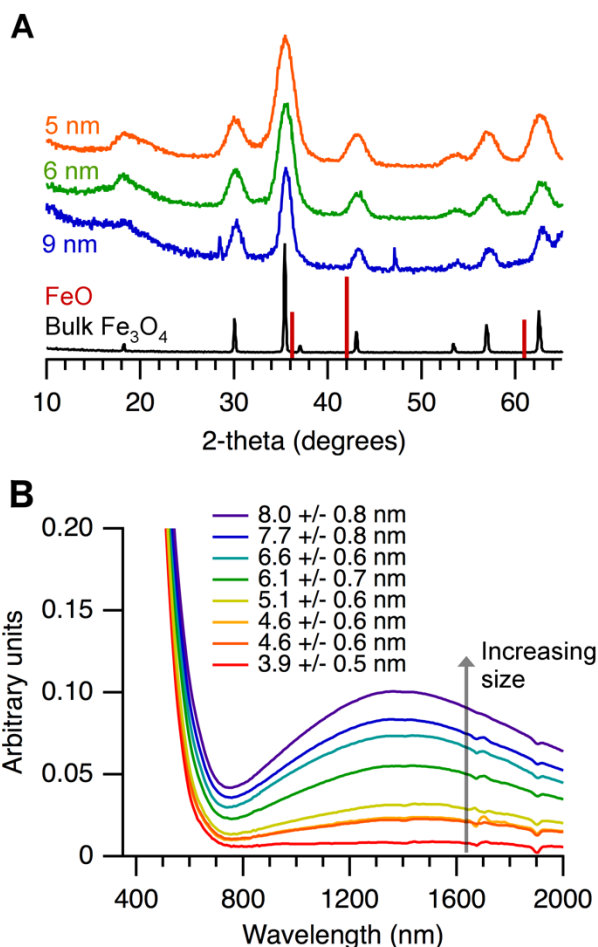 A
5 nm
6 nm
9 nm
FeO
Bulk Fe₃O₄
10 20 30 40 50 60
2-theta (degrees)
B
8.0 +/- 0.8 nm
7.7 +/- 0.8 nm
6.6 +/- 0.6 nm
6.1 +/- 0.7 nm
5.1 +/- 0.6 nm
4.6 +/- 0.6 nm
4.6 +/- 0.6 nm
3.9 +/- 0.5 nm
Increasing
size
0.20
0.15
0.10
0.05
0
Arbitrary units
400 800 1200 1600 2000
Wavelength (nm)